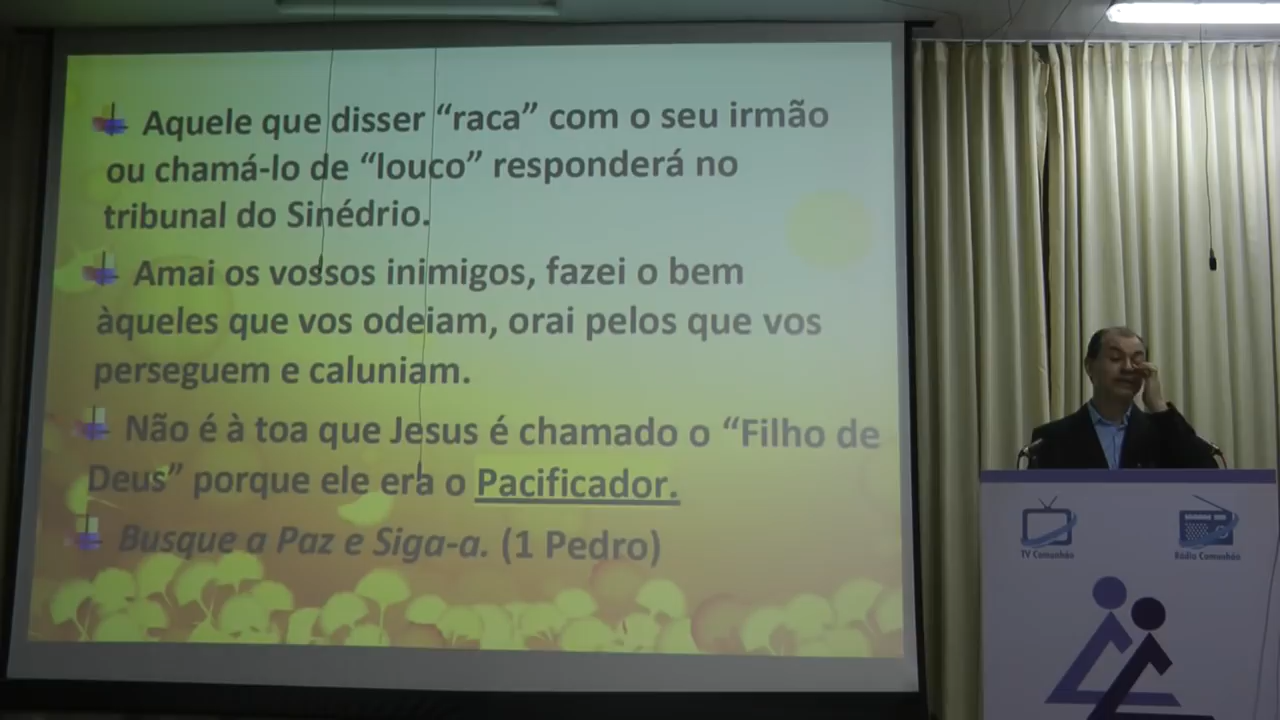 Aquele que disser “raca” com o seu irmão
ou chamá-lo de “louco” responderá no
tribunal do Sinédrio.
Amai os vossos inimigos, fazei o bem
àqueles que vos odeiam, orai pelos que vos
perseguem e caluniam.
Não é à toa que Jesus é chamado o “Filho de
Deus” porque ele era o Pacificador.
Busque a Paz e Siga-a. (1 Pedro)
TV Comunhão
Rádio Comunhão